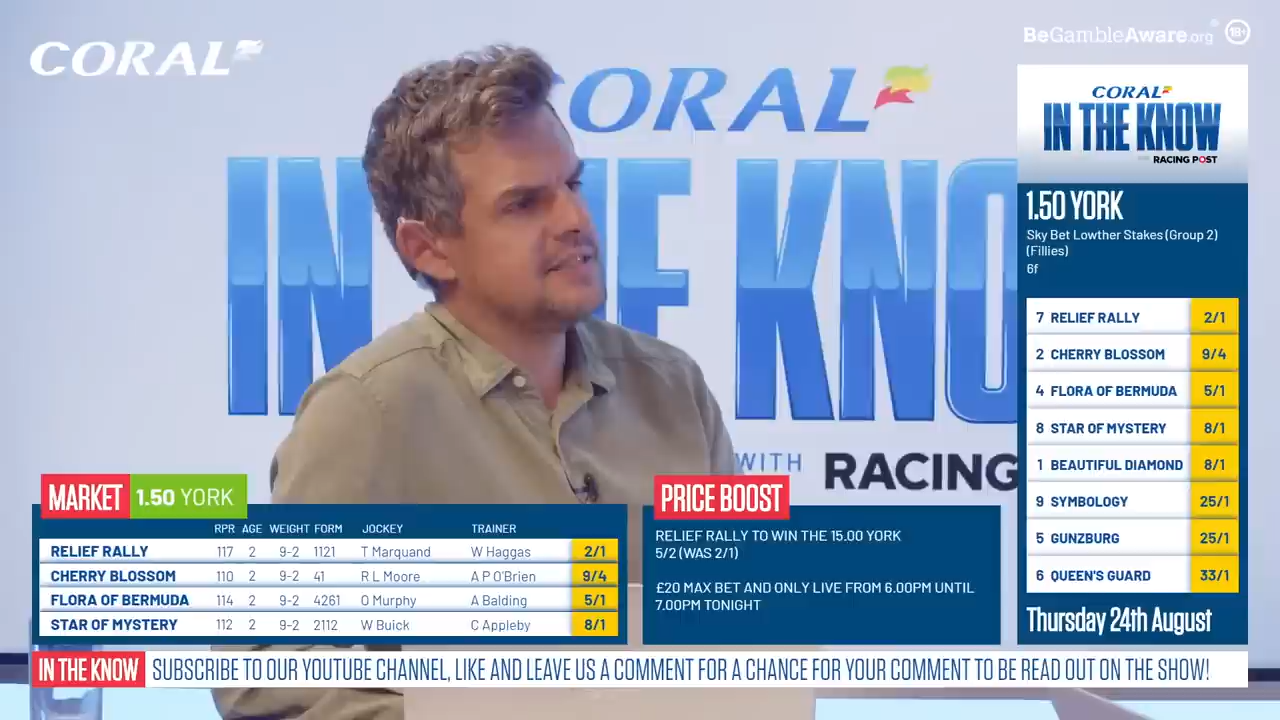 CORAL
BeGambleAware.org 18+
CORAL
IN THE KNOW
WITH RACING
CORAL
IN THE KNOW
RACING POST
1.50 YORK
Sky Bet Lowther Stakes (Group 2)
(Fillies)
6f
7 RELIEF RALLY 2/1
2 CHERRY BLOSSOM 9/4
4 FLORA OF BERMUDA 5/1
8 STAR OF MYSTERY 8/1
1 BEAUTIFUL DIAMOND 8/1
9 SYMBOLOGY 25/1
5 GUNZBURG 25/1
6 QUEEN'S GUARD 33/1
Thursday 24th August
MARKET 1.50 YORK
RPR AGE WEIGHT FORM JOCKEY TRAINER
RELIEF RALLY 117 2 9-2 1121 T Marquand W Haggas 2/1
CHERRY BLOSSOM 110 2 9-2 41 R L Moore A P O'Brien 9/4
FLORA OF BERMUDA 114 2 9-2 4261 O Murphy A Balding 5/1
STAR OF MYSTERY 112 2 9-2 2112 W Buick C Appleby 8/1
PRICE BOOST
RELIEF RALLY TO WIN THE 15.00 YORK
5/2 (WAS 2/1)
£20 MAX BET AND ONLY LIVE FROM 6.00PM UNTIL
7.00PM TONIGHT
IN THE KNOW SUBSCRIBE TO OUR YOUTUBE CHANNEL, LIKE AND LEAVE US A COMMENT FOR A CHANCE FOR YOUR COMMENT TO BE READ OUT ON THE SHOW!